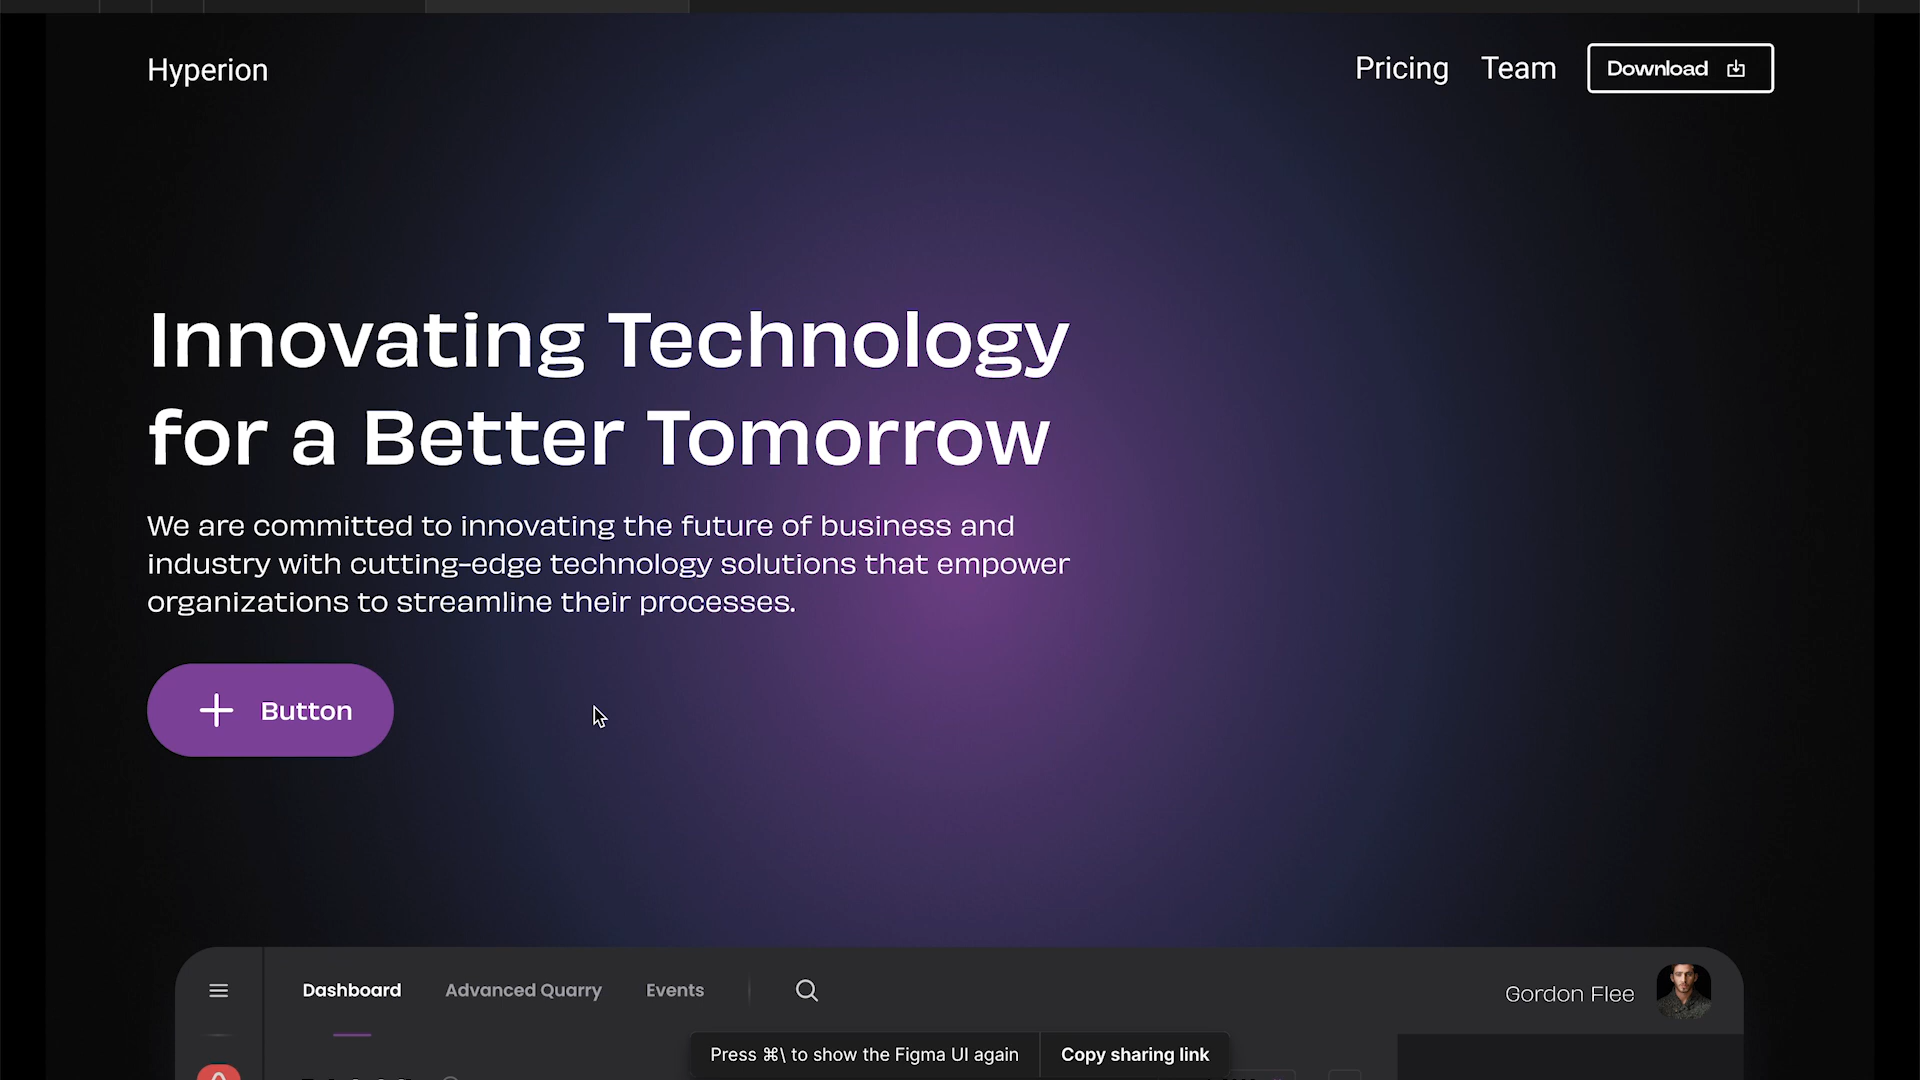 Hyperion
Pricing
Team
Download
Innovating Technology
for a Better Tomorrow
We are committed to innovating the future of business and
industry with cutting-edge technology solutions that empower
organizations to streamline their processes.
Button
Dashboard
Advanced Quarry
Events
Gordon Flee
Press ⌘\ to show the Figma UI again
Copy sharing link